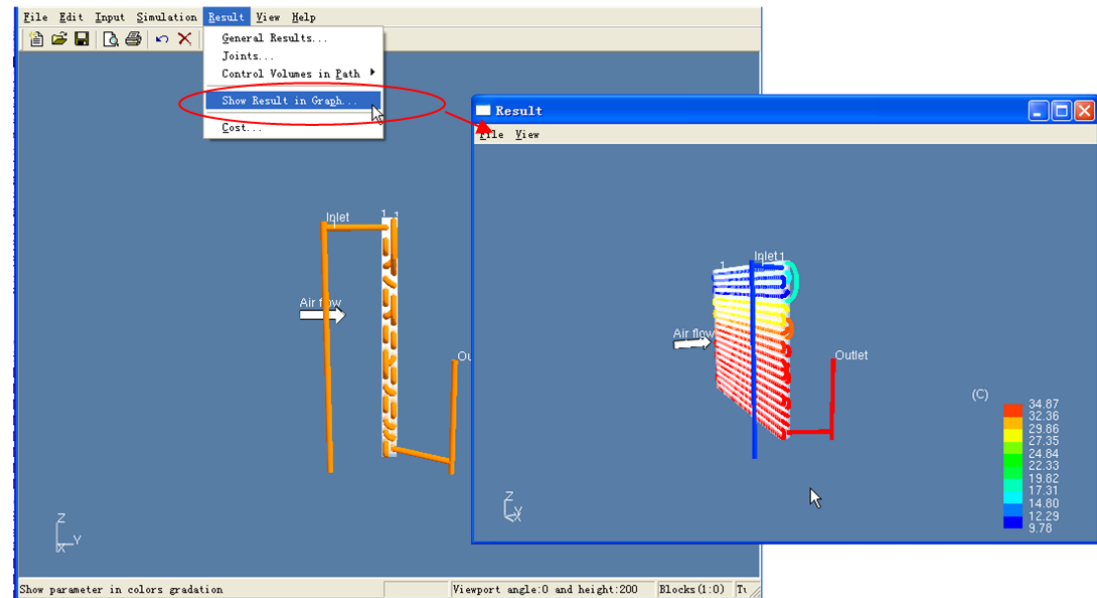 File Edit Input Simulation Result View Help
General Results...
Joints...
Control Volumes in Path
Show Result in Graph...
Cost...
Inlet
1
1
Air flow
Z
Y
X
Show parameter in colors gradation
Viewport angle:0 and height:200
Blocks(1:0)
Result
File View
1
Inlet
1
Air flow
Outlet
(C)
34.87
32.36
29.86
27.35
24.84
22.33
19.82
17.31
14.80
12.29
9.78
Z
Y
X